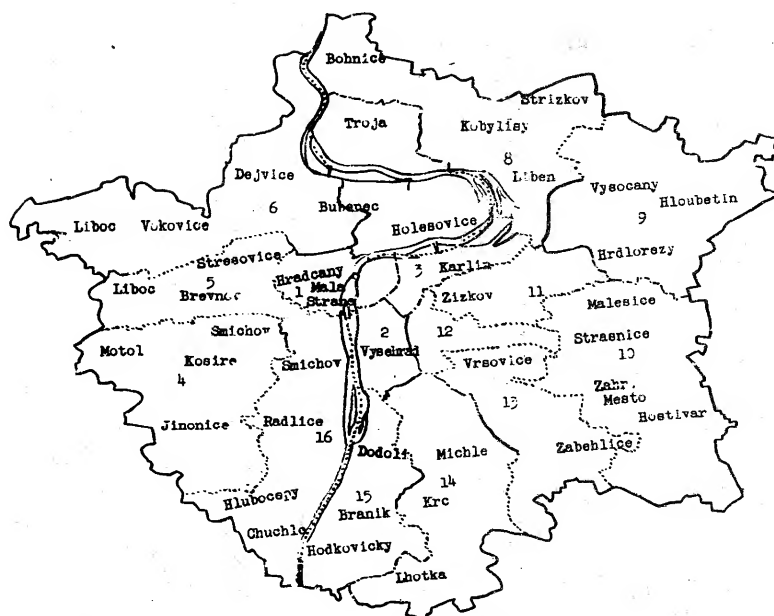 Bohnice
Strizkov
Troja
Kobylisy
8
Liben
Dejvice
6
Vysocany
Hloubetin
9
Bubenec
Liboc
Vokovice
Holesovice
Hrdlorezy
Stresovice
Hradcany
3
Karlin
5
Liboc
Brevnov
1
Mala
Strana
Zizkov
11
Malesice
Smichov
2
12
Strasnice
Motol
Kosire
Smichov
Vysehrad
Vrsovice
10
4
Zahr.
Mesto
13
Hostivar
Jinonice
Radlice
16
Michle
Zabehlice
Dodoli
14
Hlubocepy
15
Krc
Branik
Chuchle
Hodkovicky
Lhotka